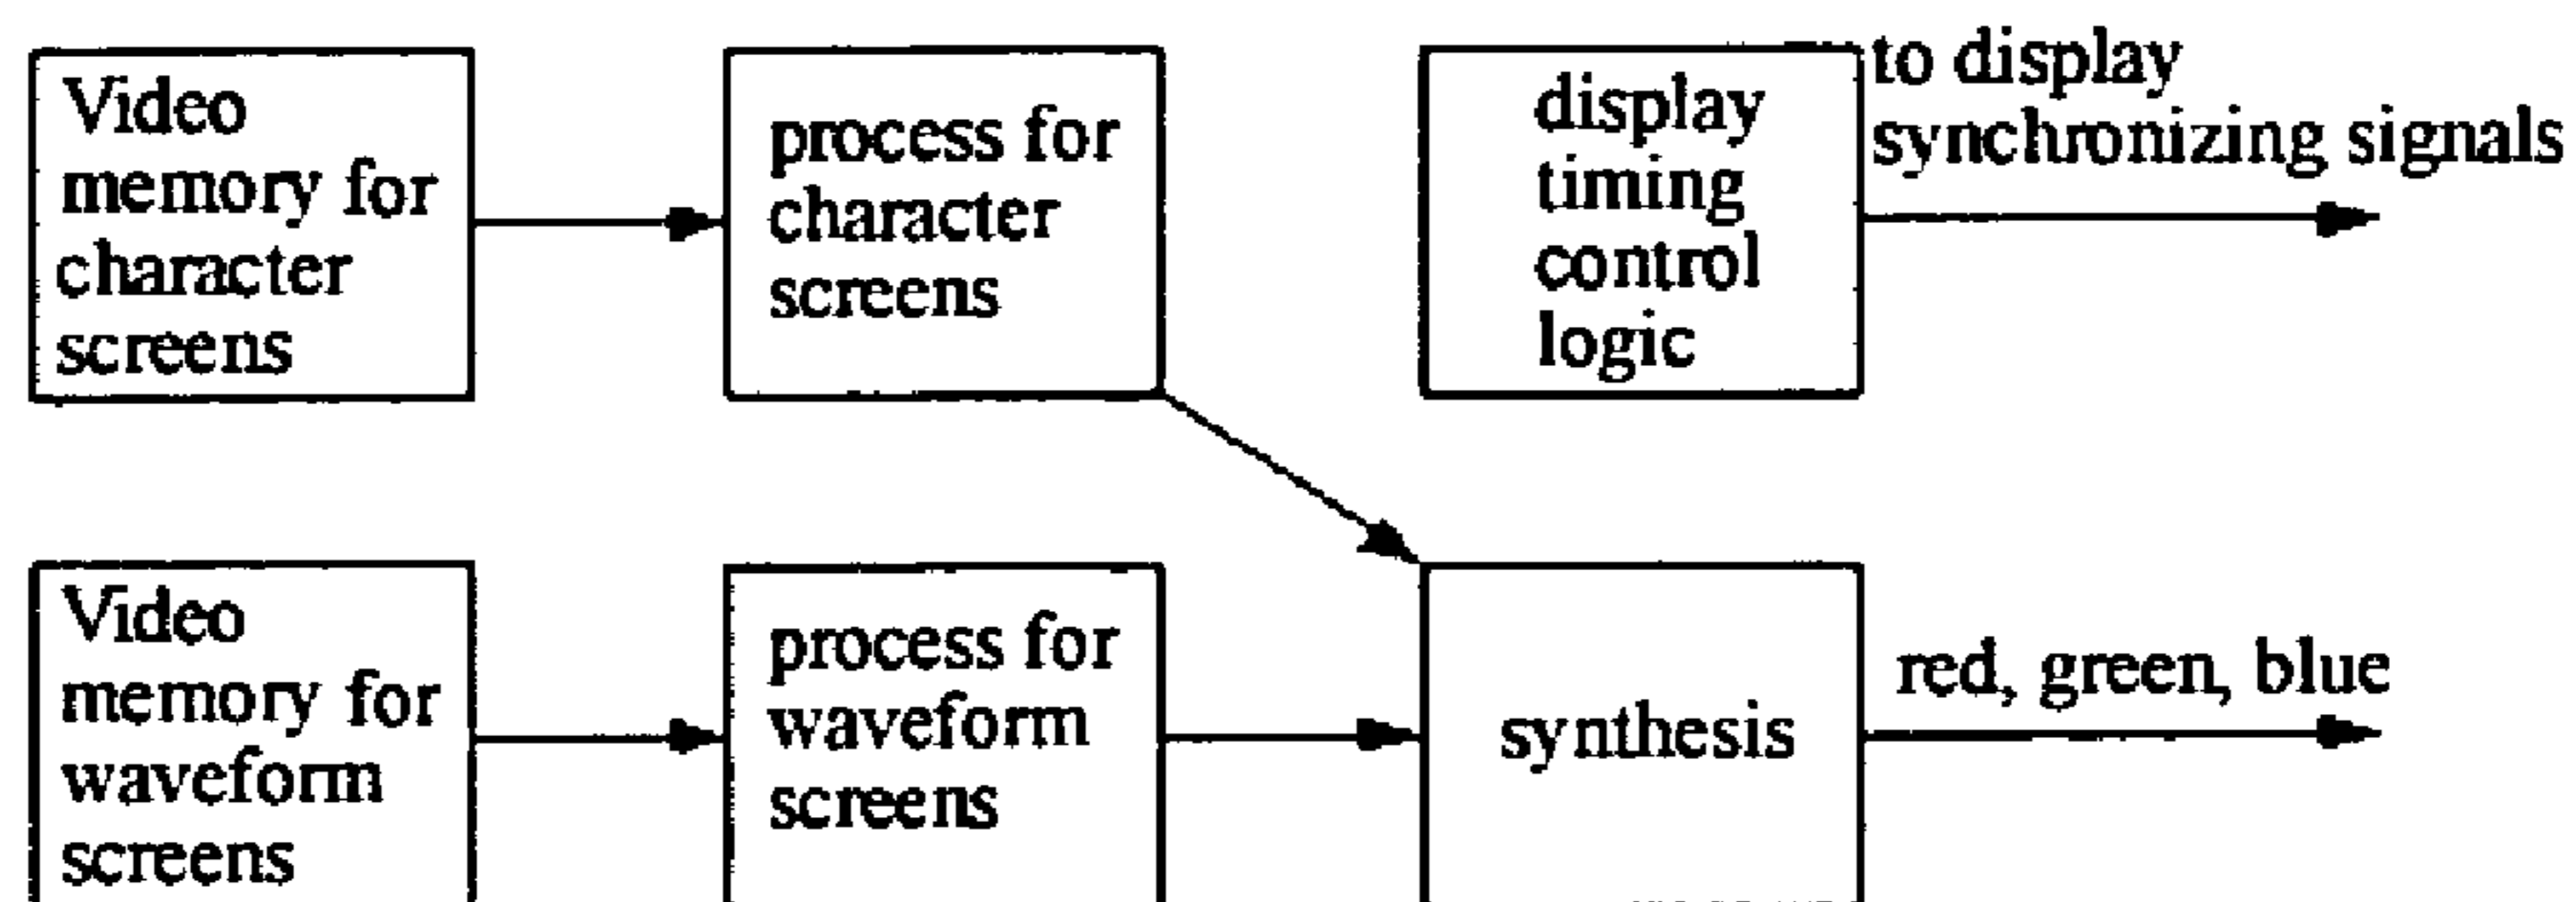 Video
memory for
character
screens
process for
character
screens
display
timing
control
logic
to display
synchronizing signals
Video
memory for
waveform
screens
process for
waveform
screens
synthesis
red, green, blue